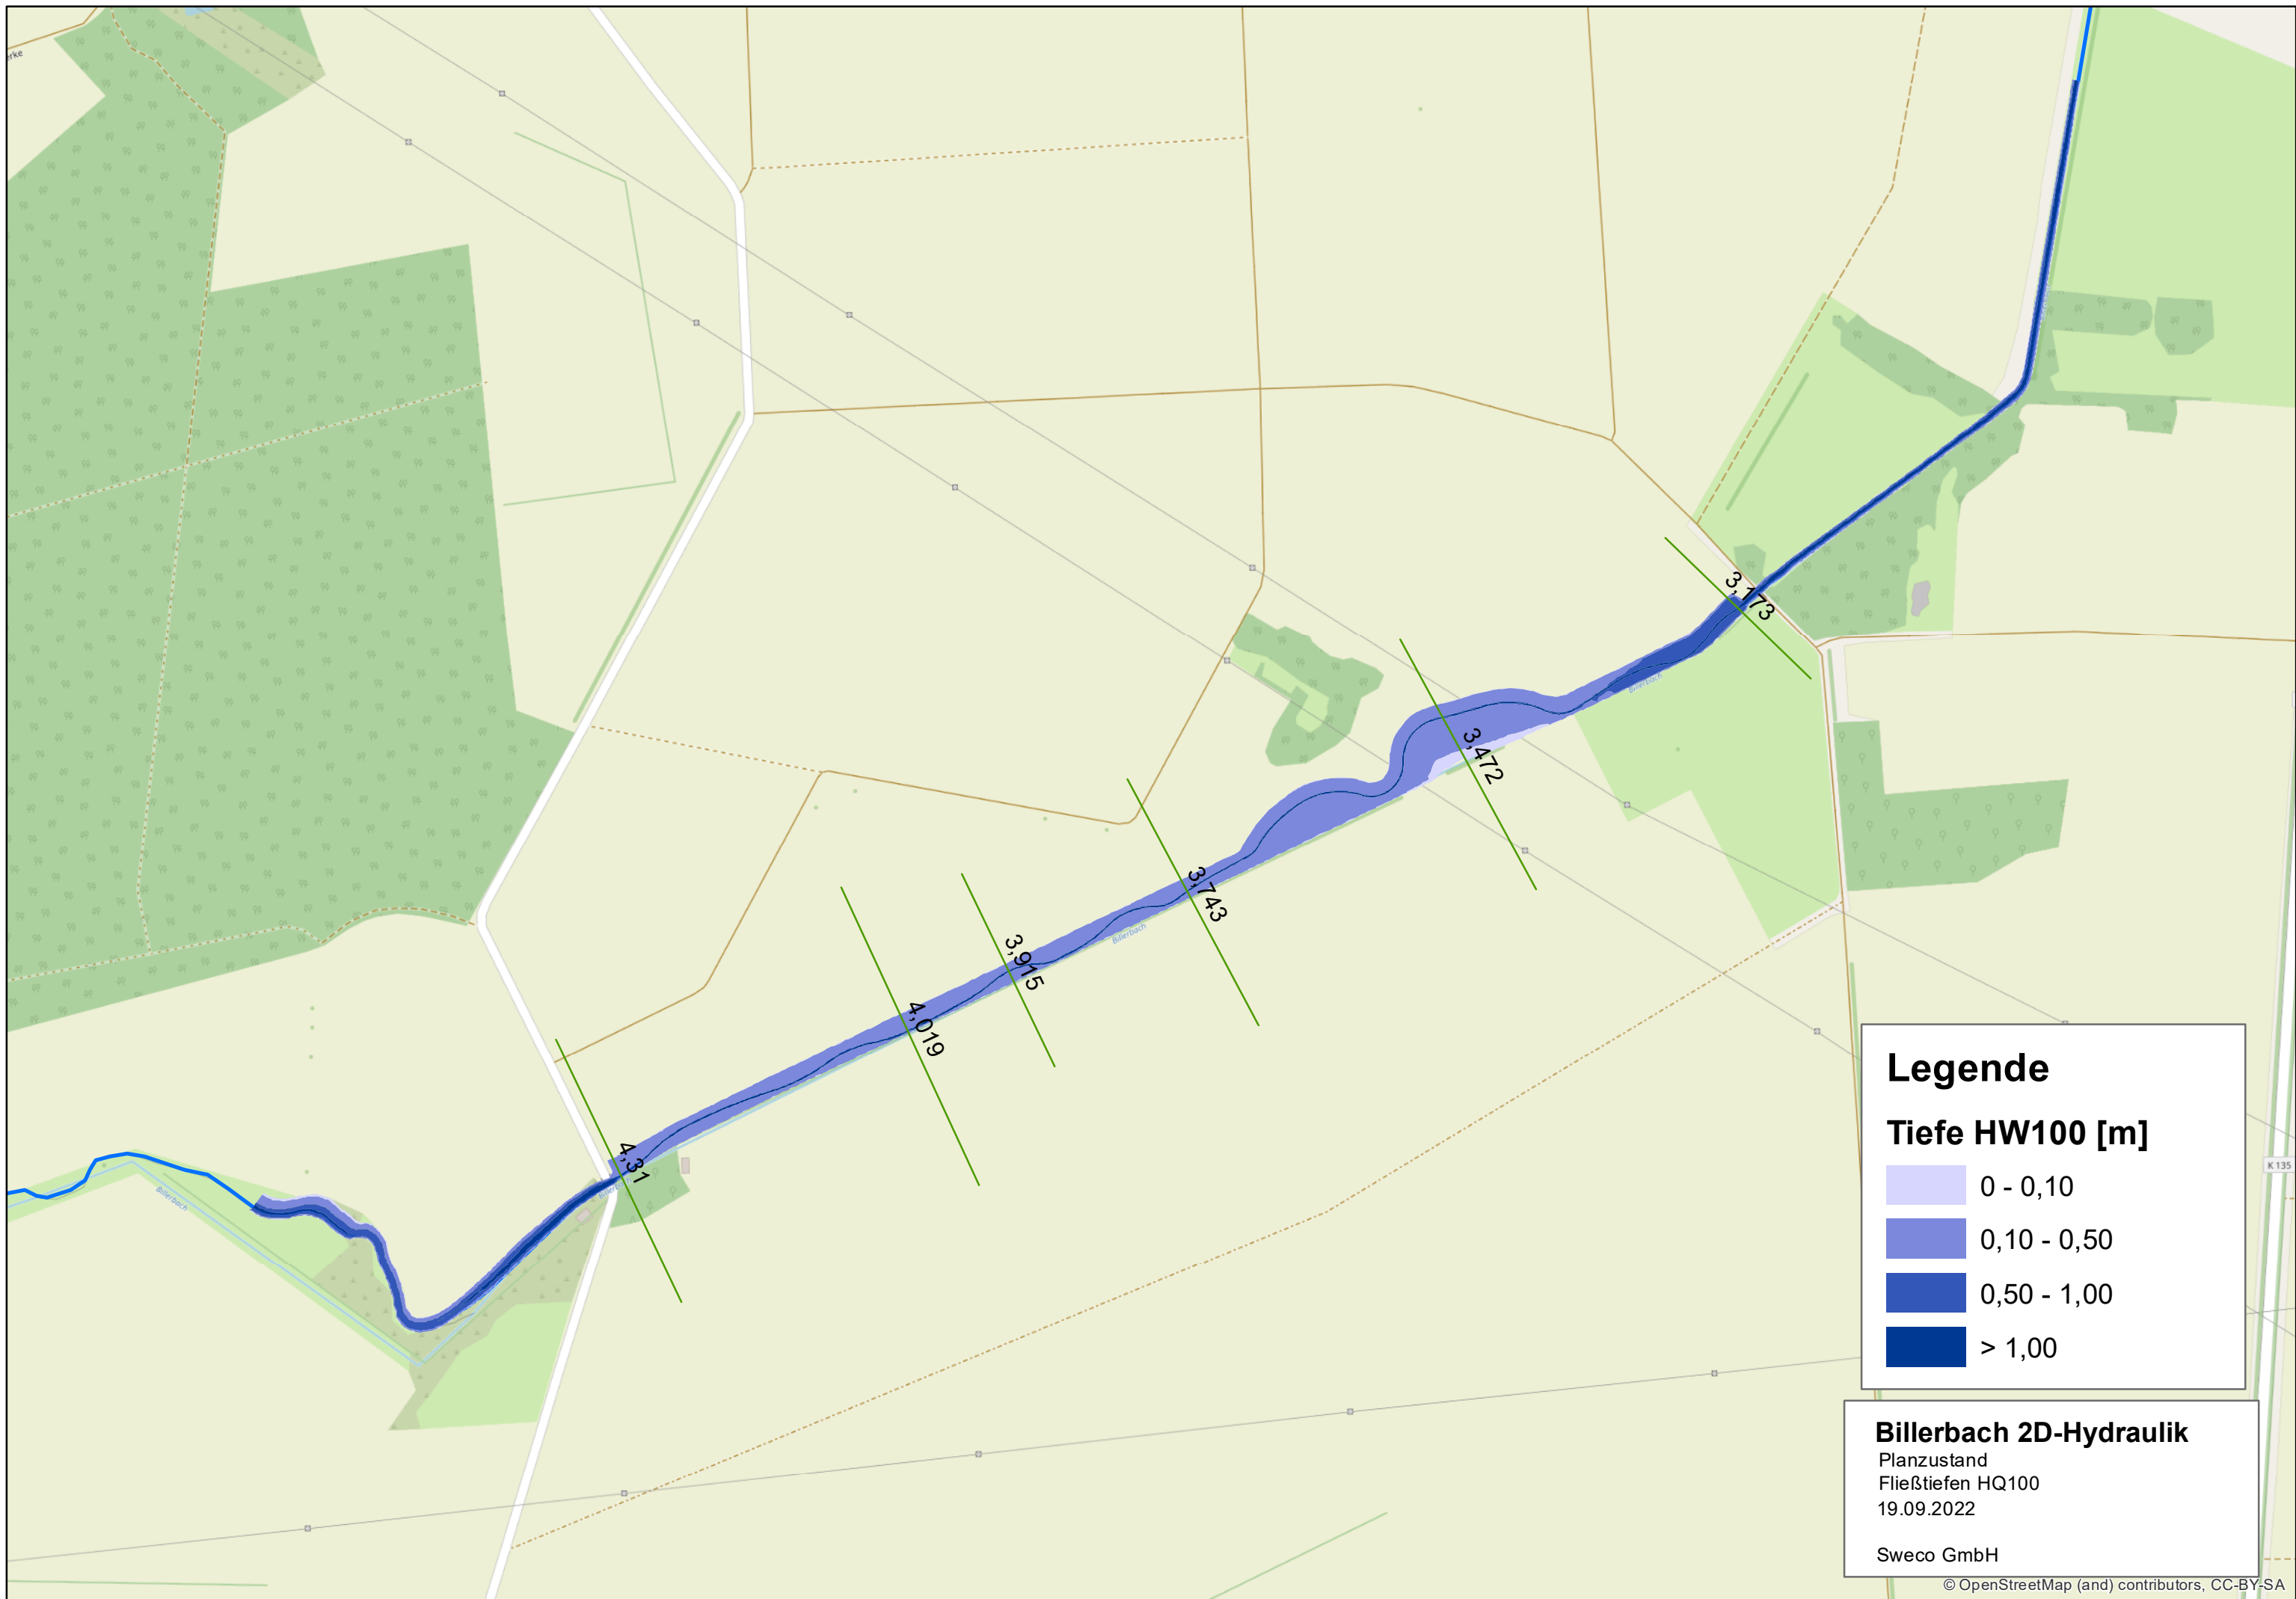 erke
3,173
Billerbach
3,472
3,743
Billerbach
3,915
4,019
4,31
Billerbach
Legende
Tiefe HW100 [m]
0 - 0,10
0,10 - 0,50
0,50 - 1,00
> 1,00
K 135
Billerbach 2D-Hydraulik
Planzustand
Fließtiefen HQ100
19.09.2022
Sweco GmbH
© OpenStreetMap (and) contributors, CC-BY-SA